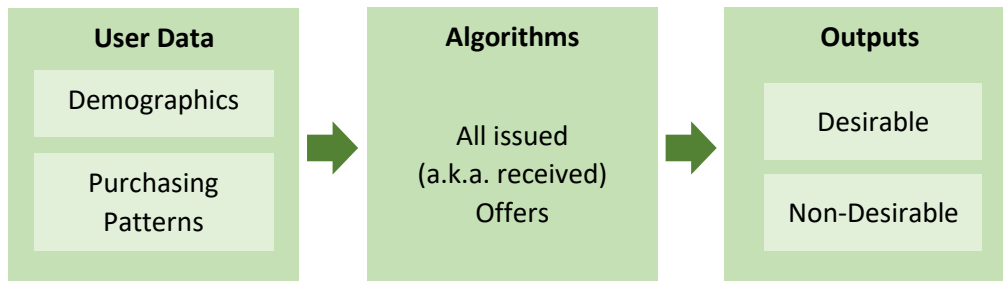 User Data
Demographics
Purchasing
Patterns
Algorithms
All issued
(a.k.a. received)
Offers
Outputs
Desirable
Non-Desirable